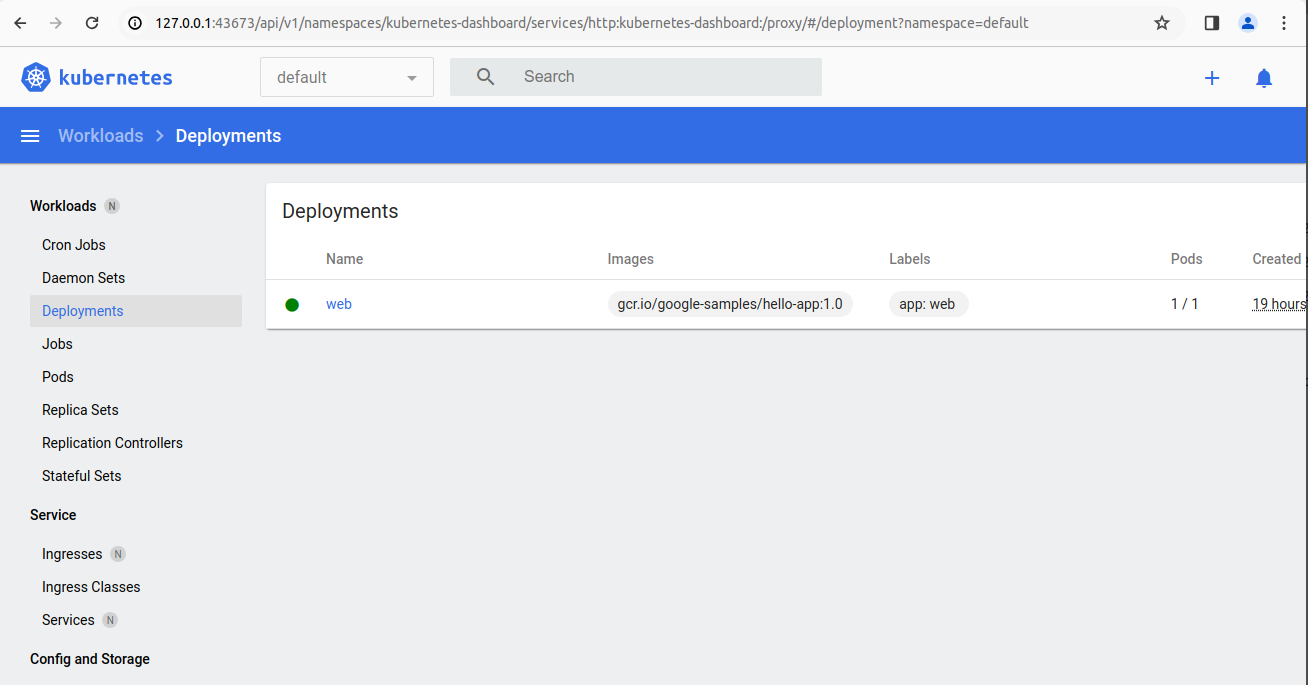 127.0.0.1:43673/api/v1/namespaces/kubernetes-dashboard/services/http:kubernetes-dashboard:/proxy/#/deployment?namespace=default
kubernetes
default
Search
Workloads > Deployments
Workloads N
Cron Jobs
Daemon Sets
Deployments
Jobs
Pods
Replica Sets
Replication Controllers
Stateful Sets
Service
Ingresses N
Ingress Classes
Services N
Config and Storage
Deployments
Name Images Labels Pods Created
web gcr.io/google-samples/hello-app:1.0 app: web 1 / 1 19 hours